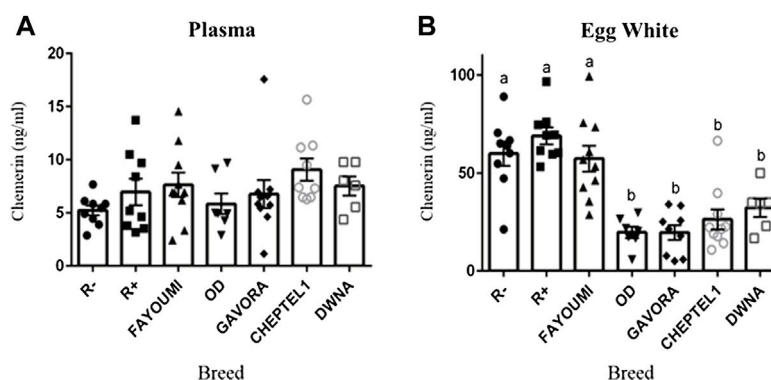 A
Plasma
Chemerin (ng/ml)
20
15
10
5
0
R-
R+
FAYOUMI
OD
GAVORA
CHEPTEL1
DWNA
Breed
B
Egg White
Chemerin (ng/ml)
100
50
0
a
a
a
b
b
b
b
R-
R+
FAYOUMI
OD
GAVORA
CHEPTEL1
DWNA
Breed